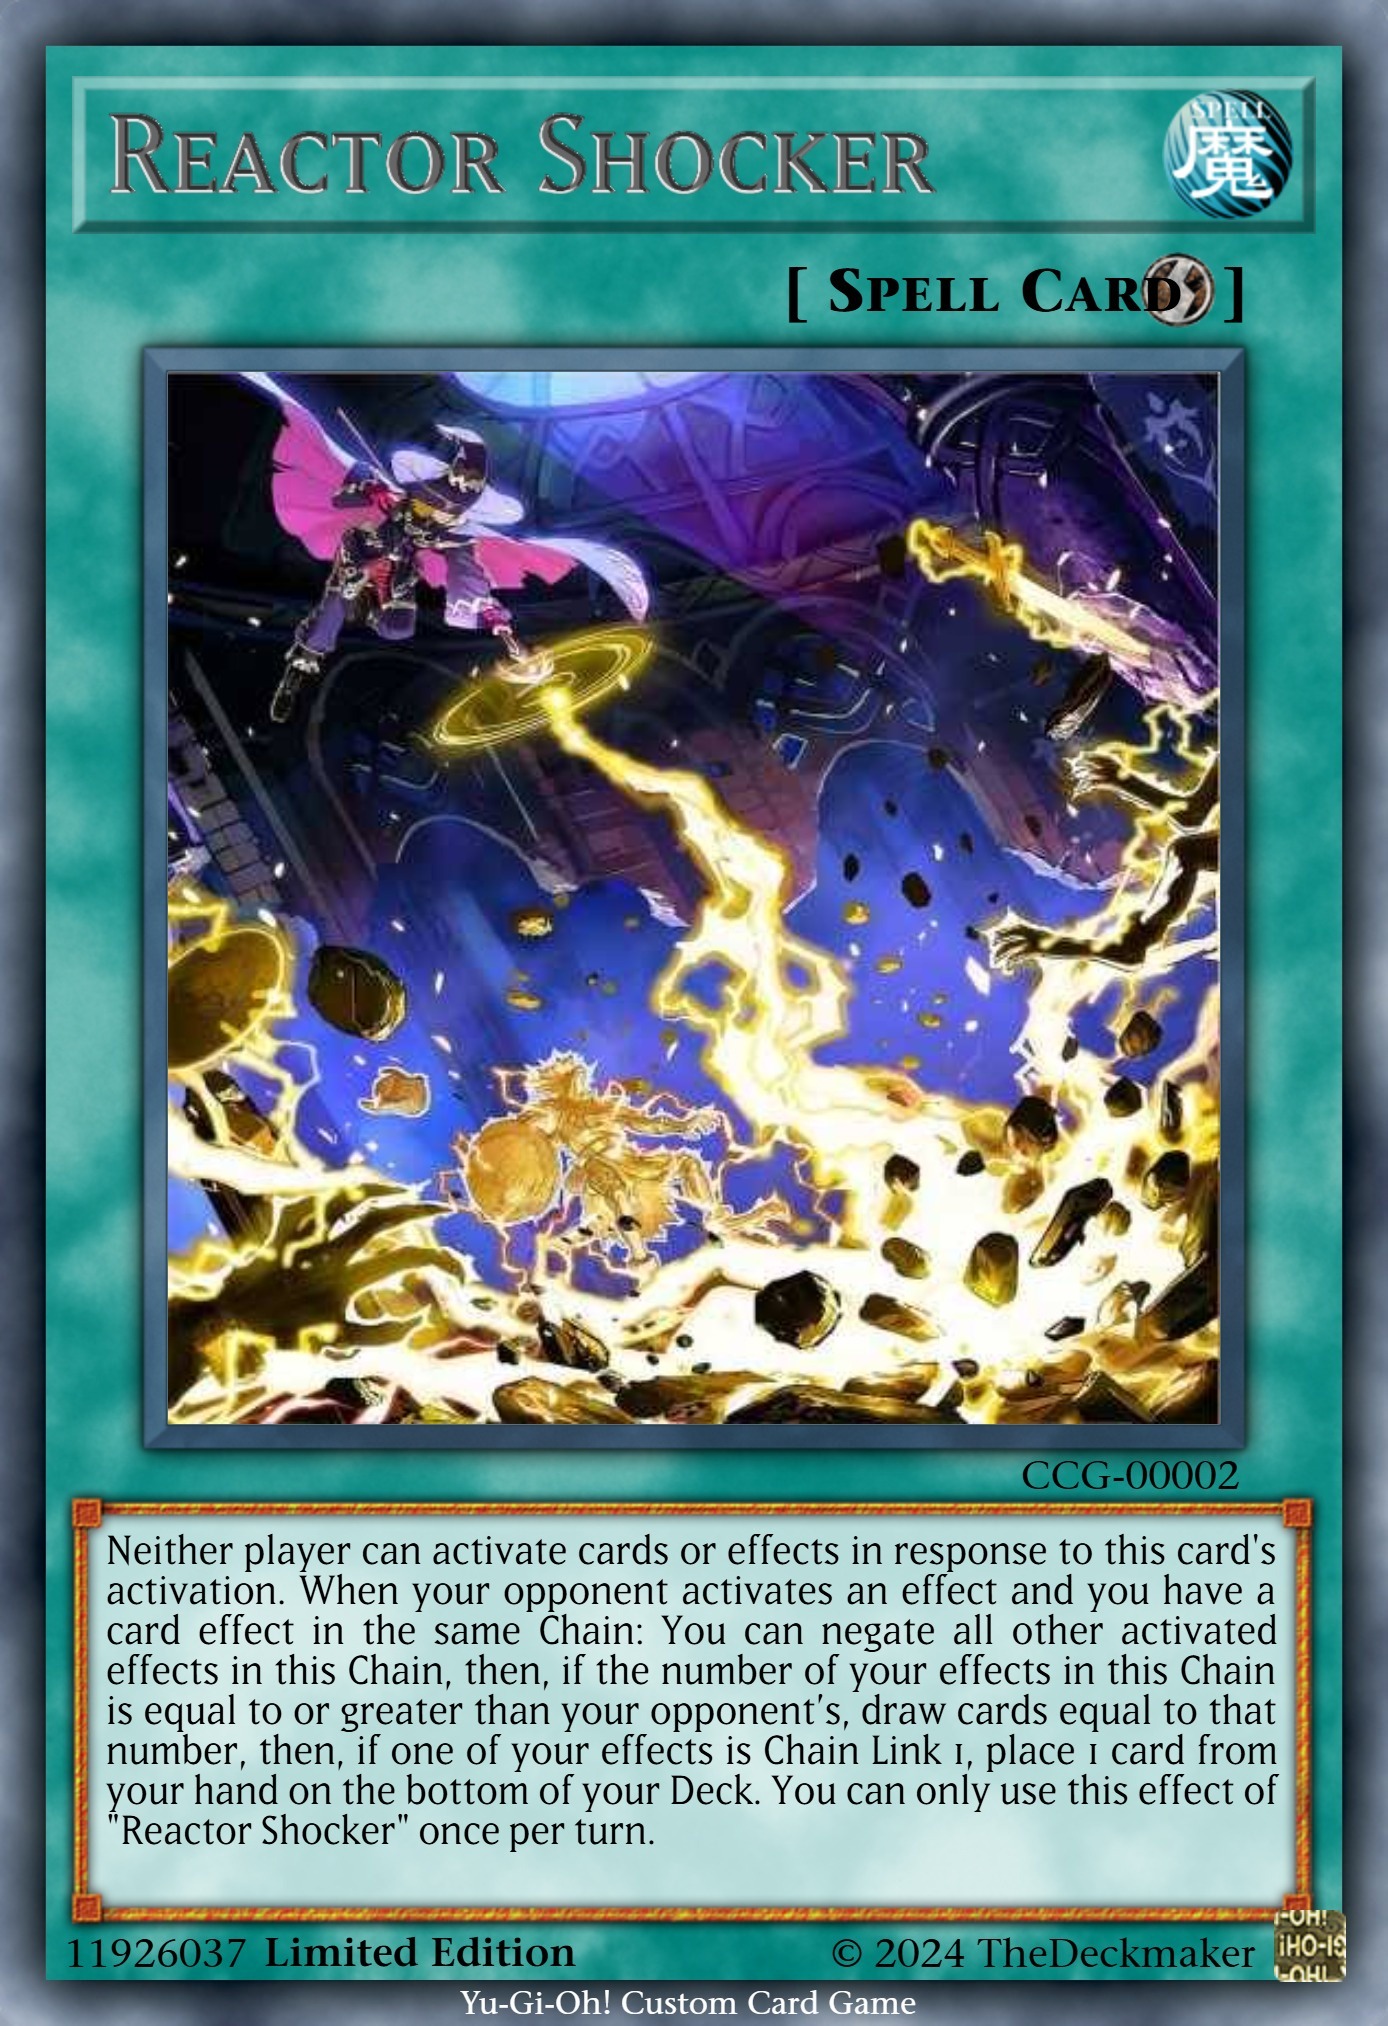 Reactor Shocker
SPELL
魔
[ Spell Card ]
CCG-00002
Neither player can activate cards or effects in response to this card's
activation. When your opponent activates an effect and you have a
card effect in the same Chain: You can negate all other activated
effects in this Chain, then, if the number of your effects in this Chain
is equal to or greater than your opponent's, draw cards equal to that
number, then, if one of your effects is Chain Link 1, place 1 card from
your hand on the bottom of your Deck. You can only use this effect of
"Reactor Shocker" once per turn.
11926037 Limited Edition
© 2024 TheDeckmaker
Yu-Gi-Oh! Custom Card Game